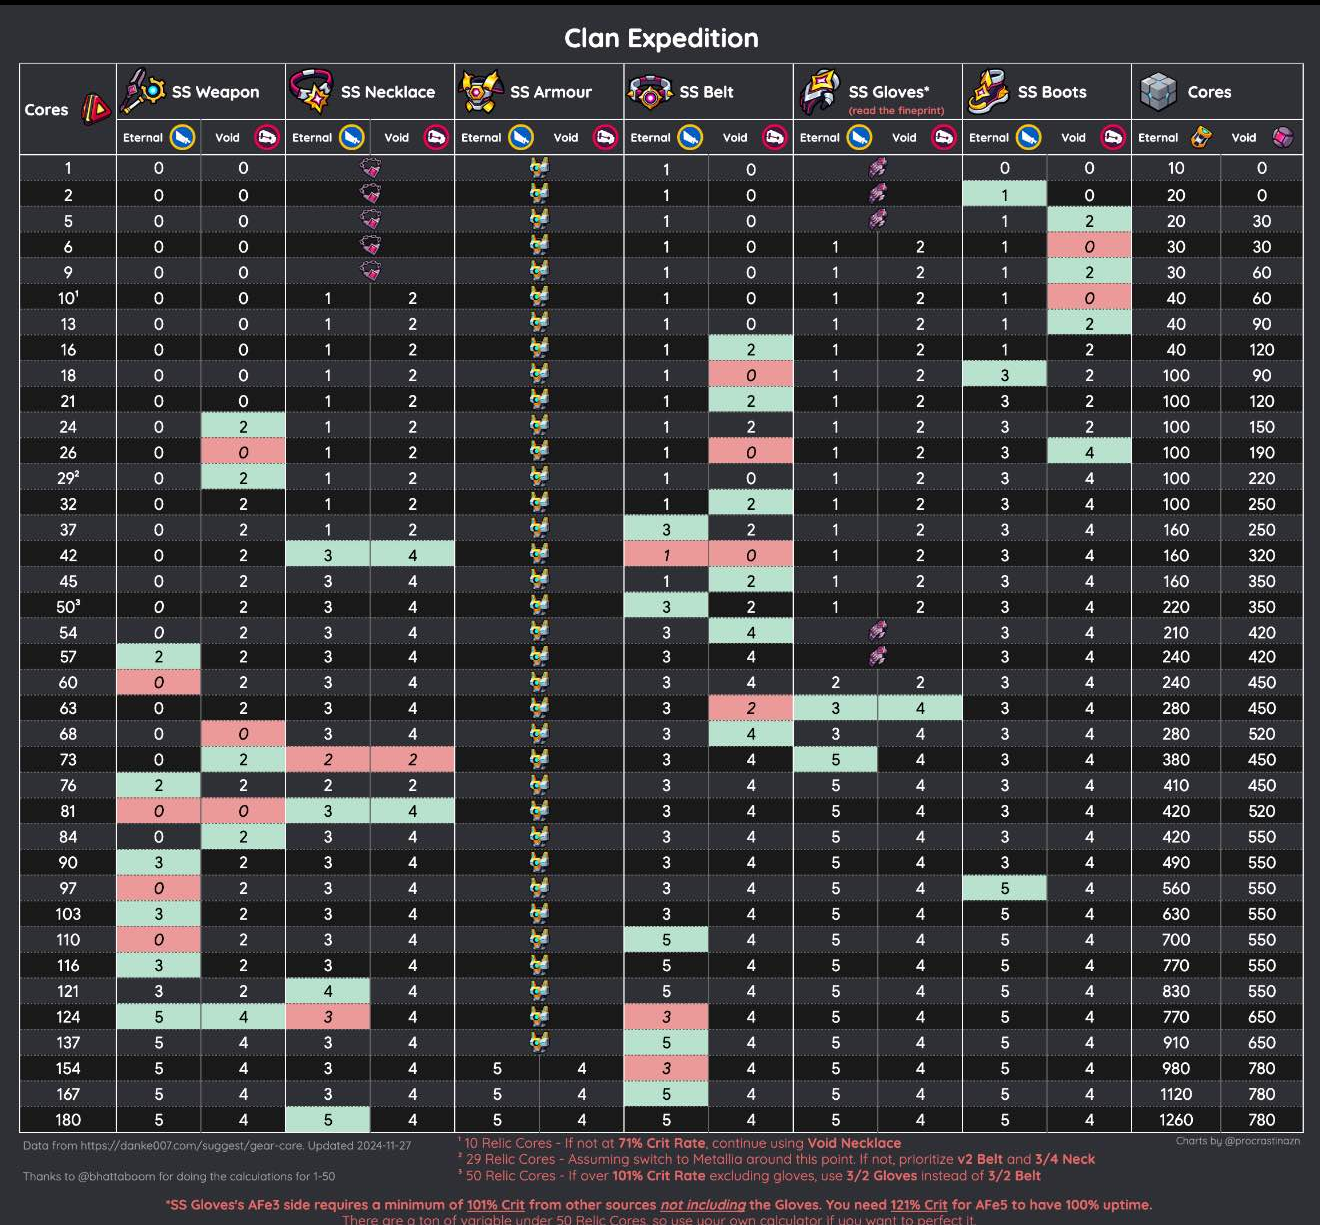 Clan Expedition
Cores SS Weapon SS Necklace SS Armour SS Belt SS Gloves* SS Boots Cores
(read the fineprint)
Eternal Void Eternal Void Eternal Void Eternal Void Eternal Void Eternal Void Eternal Void
1 0 0 1 0 0 0 10 0
2 0 0 1 0 1 0 20 0
5 0 0 1 0 1 2 20 30
6 0 0 1 0 1 2 1 0 30 30
9 0 0 1 0 1 2 1 2 30 60
10¹ 0 0 1 2 1 0 1 2 1 0 40 60
13 0 0 1 2 1 0 1 2 1 2 40 90
16 0 0 1 2 1 2 1 2 1 2 40 120
18 0 0 1 2 1 0 1 2 3 2 100 90
21 0 0 1 2 1 2 1 2 3 2 100 120
24 0 2 1 2 1 2 1 2 3 2 100 150
26 0 0 1 2 1 0 1 2 3 4 100 190
29² 0 2 1 2 1 0 1 2 3 4 100 220
32 0 2 1 2 1 2 1 2 3 4 100 250
37 0 2 1 2 3 2 1 2 3 4 160 250
42 0 2 3 4 1 0 1 2 3 4 160 320
45 0 2 3 4 1 2 1 2 3 4 160 350
50³ 0 2 3 4 3 2 1 2 3 4 220 350
54 0 2 3 4 3 4 3 4 210 420
57 2 2 3 4 3 4 3 4 240 420
60 0 2 3 4 3 4 2 2 3 4 240 450
63 0 2 3 4 3 2 3 4 3 4 280 450
68 0 0 3 4 3 4 3 4 3 4 280 520
73 0 2 2 2 3 4 5 4 3 4 380 450
76 2 2 2 2 3 4 5 4 3 4 410 450
81 0 0 3 4 3 4 5 4 3 4 420 520
84 0 2 3 4 3 4 5 4 3 4 420 550
90 3 2 3 4 3 4 5 4 3 4 490 550
97 0 2 3 4 3 4 5 4 5 4 560 550
103 3 2 3 4 3 4 5 4 5 4 630 550
110 0 2 3 4 5 4 5 4 5 4 700 550
116 3 2 3 4 5 4 5 4 5 4 770 550
121 3 2 4 4 5 4 5 4 5 4 830 550
124 5 4 3 4 3 4 5 4 5 4 770 650
137 5 4 3 4 5 4 5 4 5 4 910 650
154 5 4 3 4 5 4 3 4 5 4 5 4 980 780
167 5 4 3 4 5 4 5 4 5 4 5 4 1120 780
180 5 4 5 4 5 4 5 4 5 4 5 4 1260 780
Data from https://danke007.com/suggest/gear-care. Updated 2024-11-27
Thanks to @bhattaboom for doing the calculations for 1-50
¹ 10 Relic Cores - If not at 71% Crit Rate, continue using Void Necklace
² 29 Relic Cores - Assuming switch to Metallia around this point. If not, prioritize v2 Belt and 3/4 Neck
³ 50 Relic Cores - If over 101% Crit Rate excluding gloves, use 3/2 Gloves instead of 3/2 Belt
Charts by @procrastinazn
*SS Gloves's AFe3 side requires a minimum of 101% Crit from other sources not including the Gloves. You need 121% Crit for AFe5 to have 100% uptime.
There are a ton of variable under 50 Relic Cores, so use your own calculator if you want to perfect it.